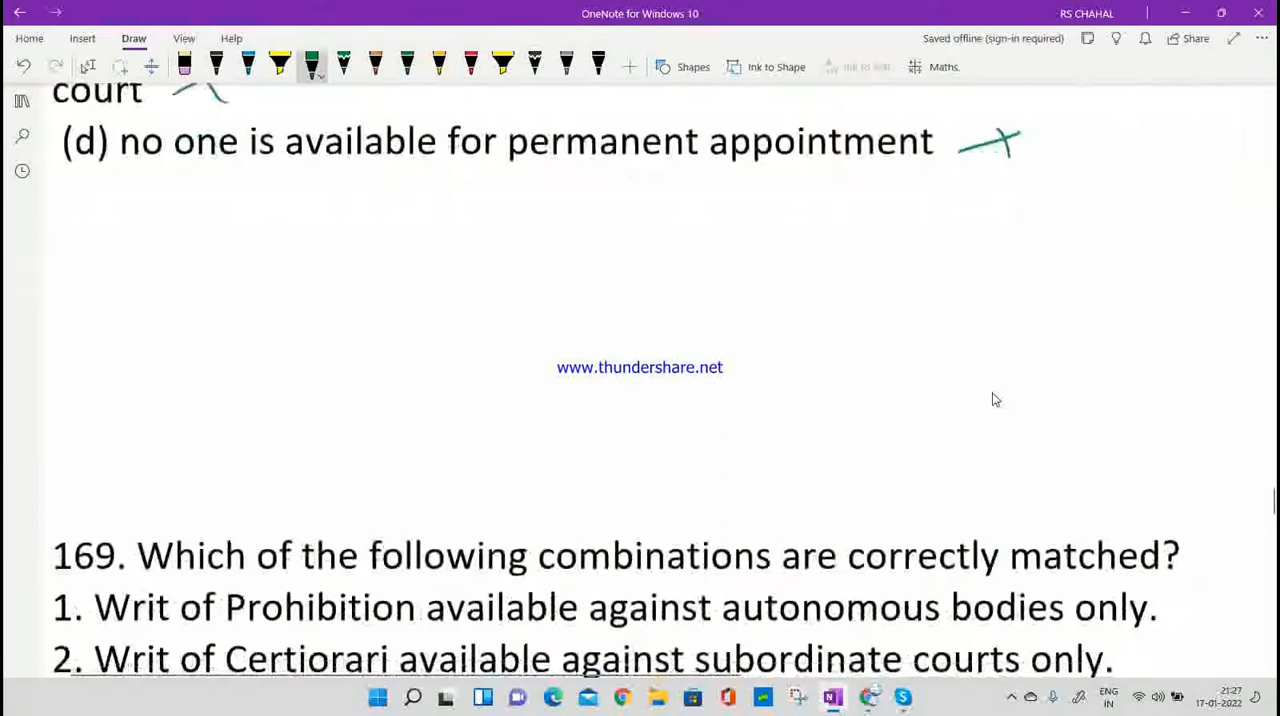 OneNote for Windows 10
RS CHAHAL
Home Insert Draw View Help
Saved offline (sign-in required)
Share
Shapes
Ink to Shape
Ink to Text
Maths
court
(d) no one is available for permanent appointment
www.thundershare.net
169. Which of the following combinations are correctly matched?
1. Writ of Prohibition available against autonomous bodies only.
2. Writ of Certiorari available against subordinate courts only.
ENG
IN
21:27
17-01-2022